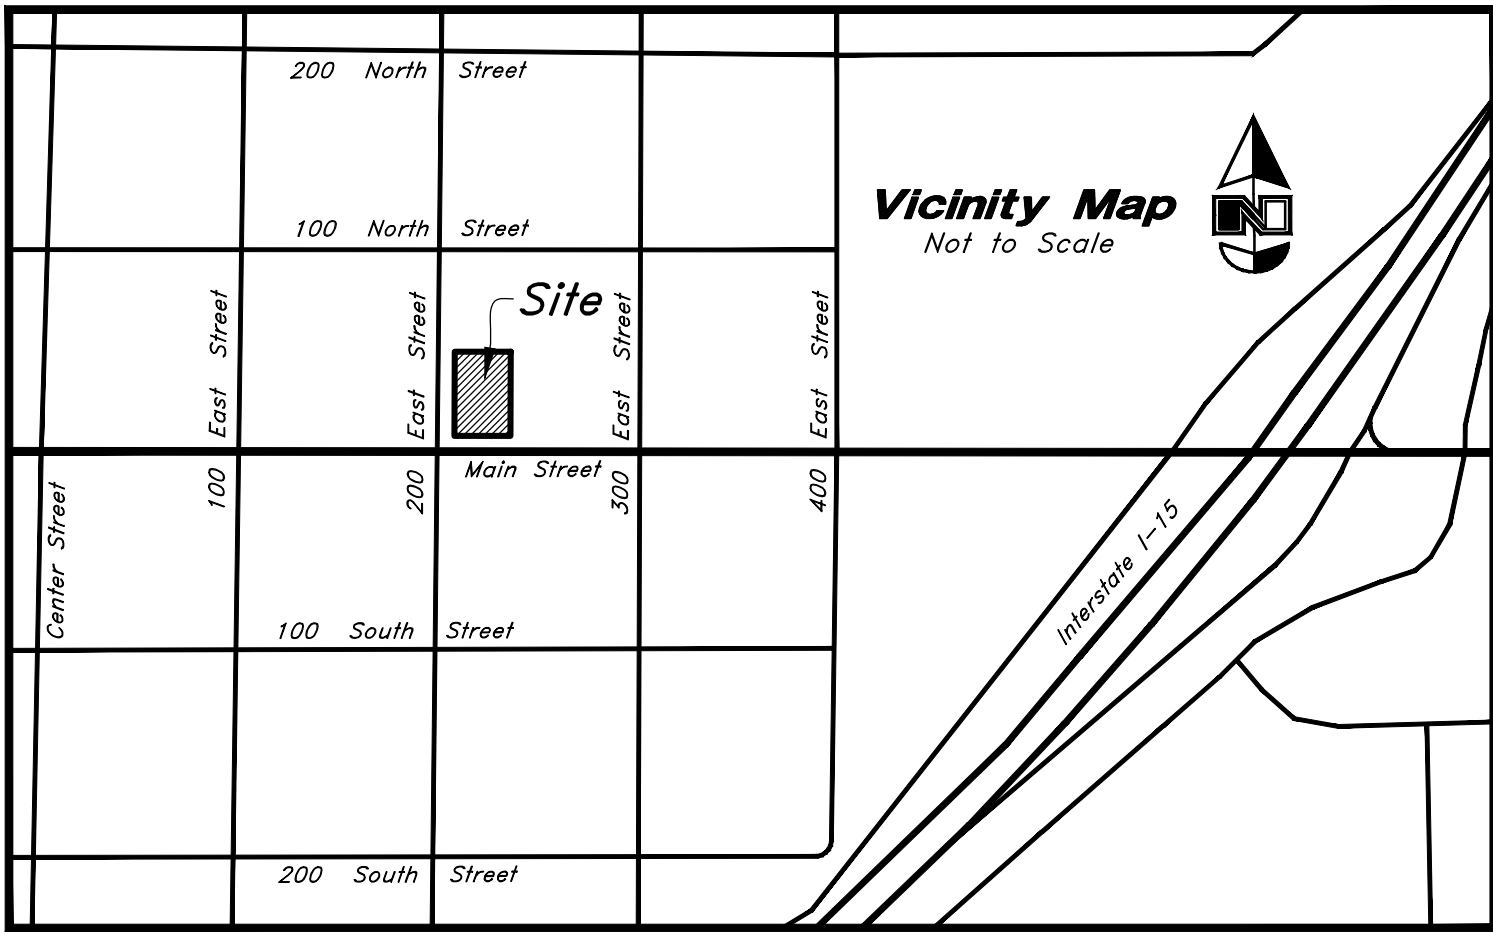 200 North Street
100 North Street
Vicinity Map
Not to Scale
N
Site
East Street
East Street
East Street
East Street
Main Street
100
200
300
400
Center Street
Interstate I-15
100 South Street
200 South Street